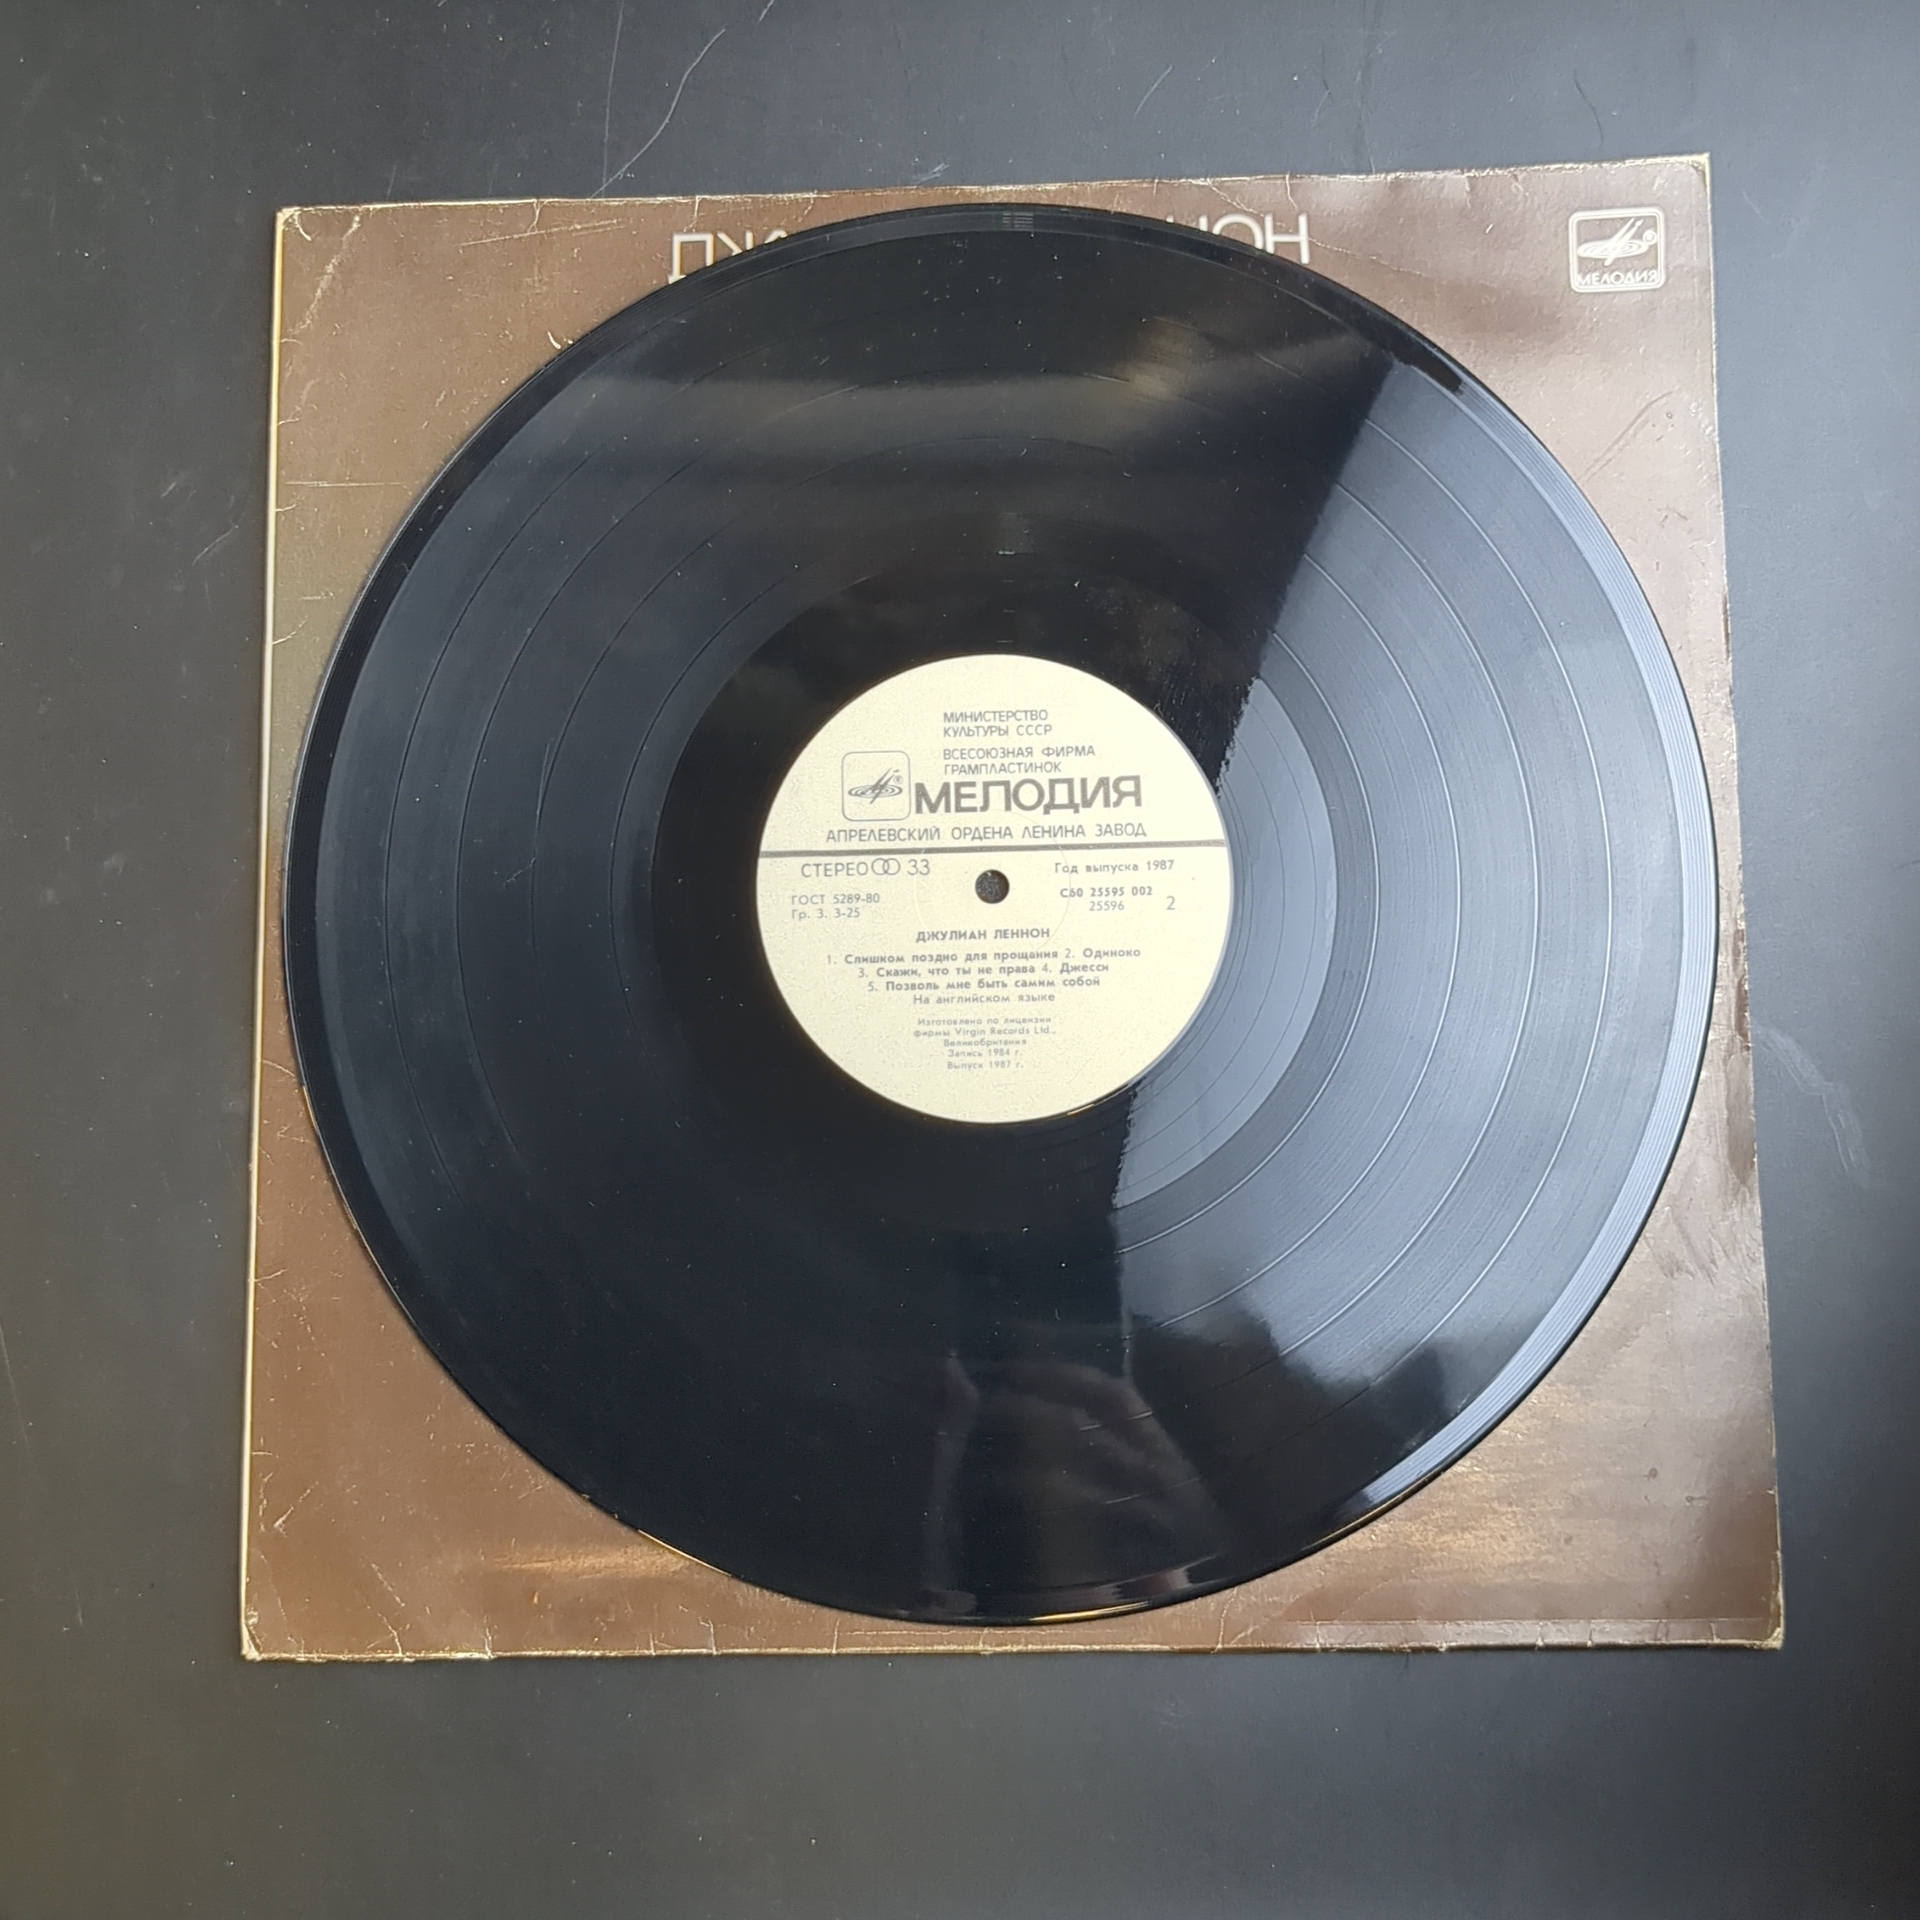 МЕЛОДИЯ
МИНИСТЕРСТВО
КУЛЬТУРЫ СССР
ВСЕСОЮЗНАЯ ФИРМА
ГРАМПЛАСТИНОК
МЕЛОДИЯ
АПРЕЛЕВСКИЙ ОРДЕНА ЛЕНИНА ЗАВОД
СТЕРЕО 33
Год выпуска 1987
ГОСТ 5289-80
Гр. 3. 3-25
С60 25595 002
25596 2
ДЖУЛИАН ЛЕННОН
1. Слишком поздно для прощания 2. Одиноко
3. Скажи, что ты не права 4. Джесси
5. Позволь мне быть самим собой
На английском языке
Изготовлено по лицензии
фирмы Virgin Records Ltd.,
Великобритания
Запись 1984 г.
Выпуск 1987 г.